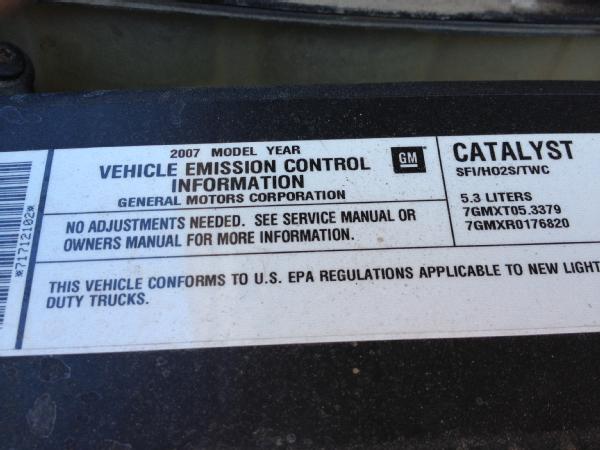 *71712102*
2007 MODEL YEAR
VEHICLE EMISSION CONTROL
INFORMATION
GENERAL MOTORS CORPORATION
GM
NO ADJUSTMENTS NEEDED. SEE SERVICE MANUAL OR
OWNERS MANUAL FOR MORE INFORMATION.
CATALYST
SFI/HO2S/TWC
5.3 LITERS
7GMXT05.3379
7GMXR0176820
THIS VEHICLE CONFORMS TO U.S. EPA REGULATIONS APPLICABLE TO NEW LIGHT
DUTY TRUCKS.